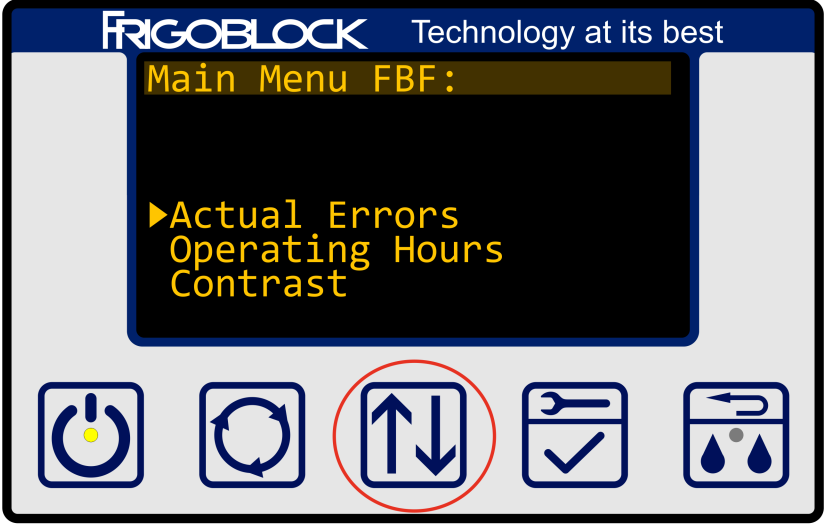 FRIGOBLOCK Technology at its best
Main Menu FBF:
Actual Errors
Operating Hours
Contrast